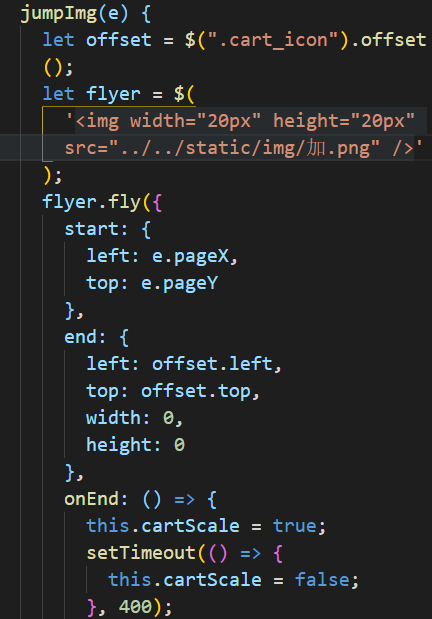 jumpImg(e) {
let offset = $(".cart_icon").offset
();
let flyer = $(
'<img width="20px" height="20px"
src="../../static/img/加.png" />'
);
flyer.fly({
start: {
left: e.pageX,
top: e.pageY
},
end: {
left: offset.left,
top: offset.top,
width: 0,
height: 0
},
onEnd: () => {
this.cartScale = true;
setTimeout(() => {
this.cartScale = false;
}, 400);